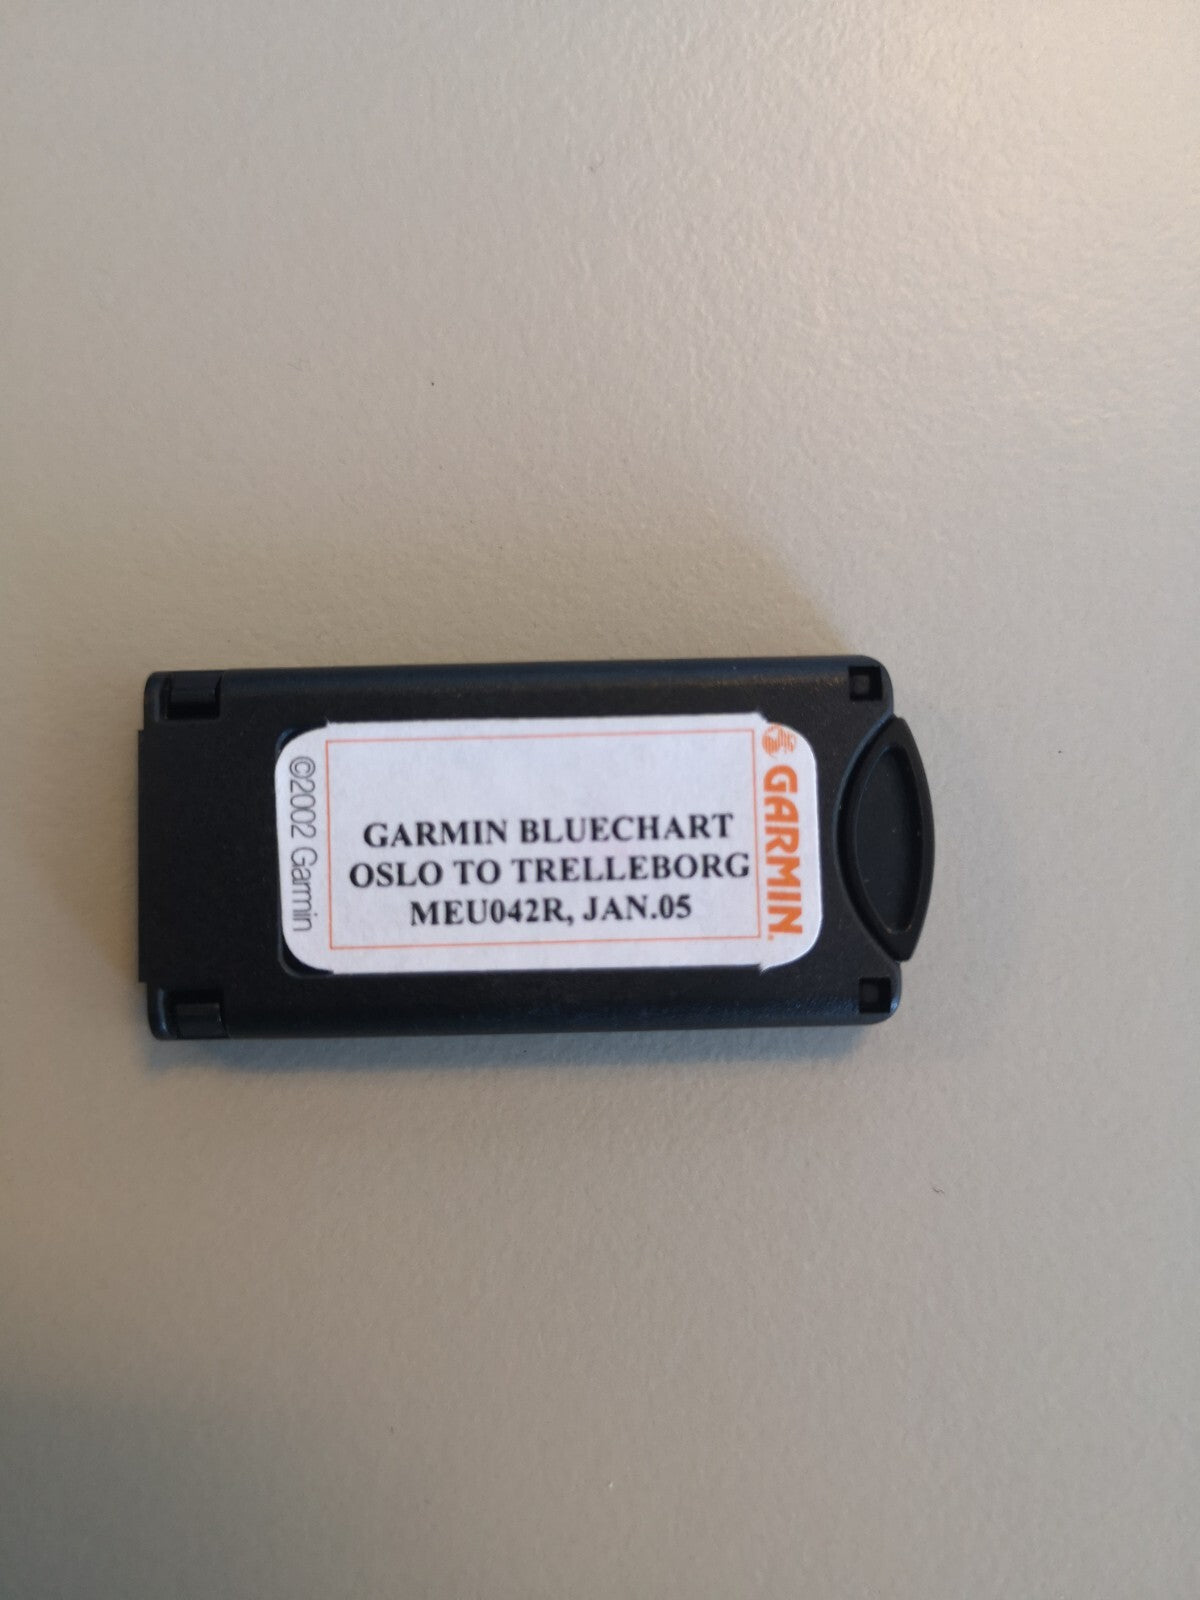 GARMIN BLUECHART
OSLO TO TRELLEBORG
MEU042R, JAN.05
GARMIN.
©2002 Garmin